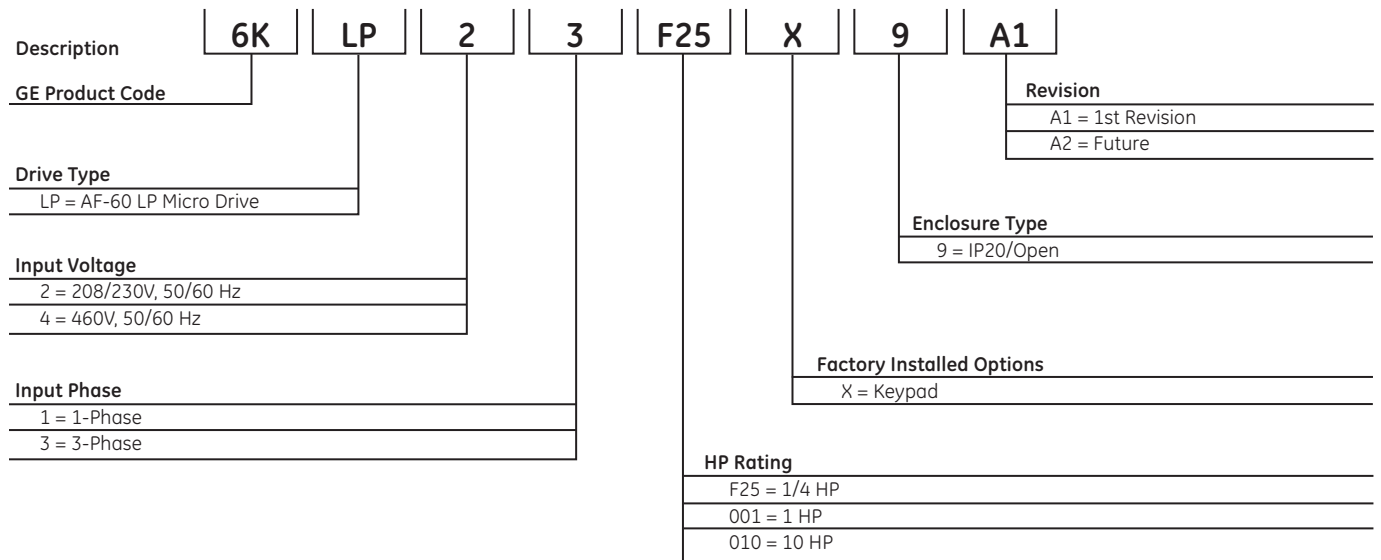 Description 6K LP 2 3 F25 X 9 A1
GE Product Code
Drive Type
LP = AF-60 LP Micro Drive
Input Voltage
2 = 208/230V, 50/60 Hz
4 = 460V, 50/60 Hz
Input Phase
1 = 1-Phase
3 = 3-Phase
Revision
A1 = 1st Revision
A2 = Future
Enclosure Type
9 = IP20/Open
Factory Installed Options
X = Keypad
HP Rating
F25 = 1/4 HP
001 = 1 HP
010 = 10 HP